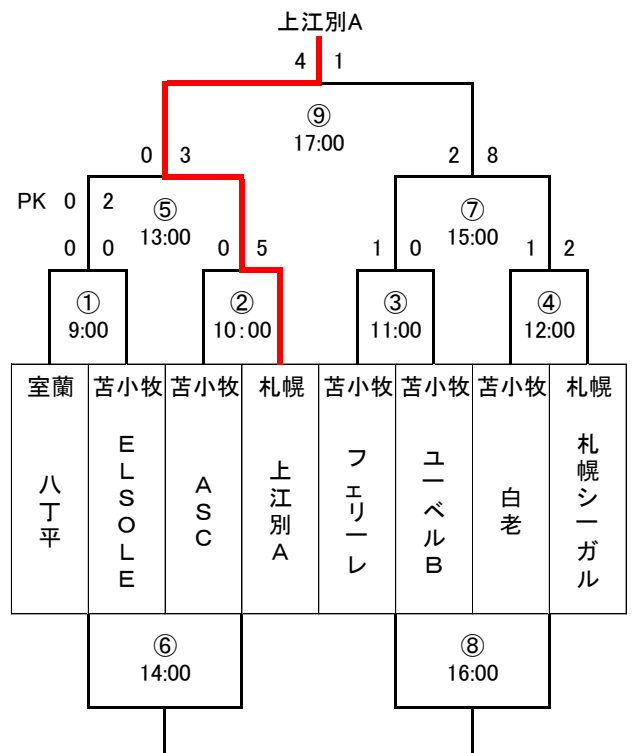 上江別A
4 1
⑨
17:00
0 3 2 8
PK 0 2
⑤ ⑦
13:00 15:00
0 0 0 5 1 0 1 2
① ② ③ ④
9:00 10:00 11:00 12:00
室蘭 苫小牧 苫小牧 札幌 苫小牧 苫小牧 苫小牧 札幌
八丁平 ELSOLE ASC 上江別A フェリーレ ユーベルB 白老 札幌シーガル
⑥ ⑧
14:00 16:00